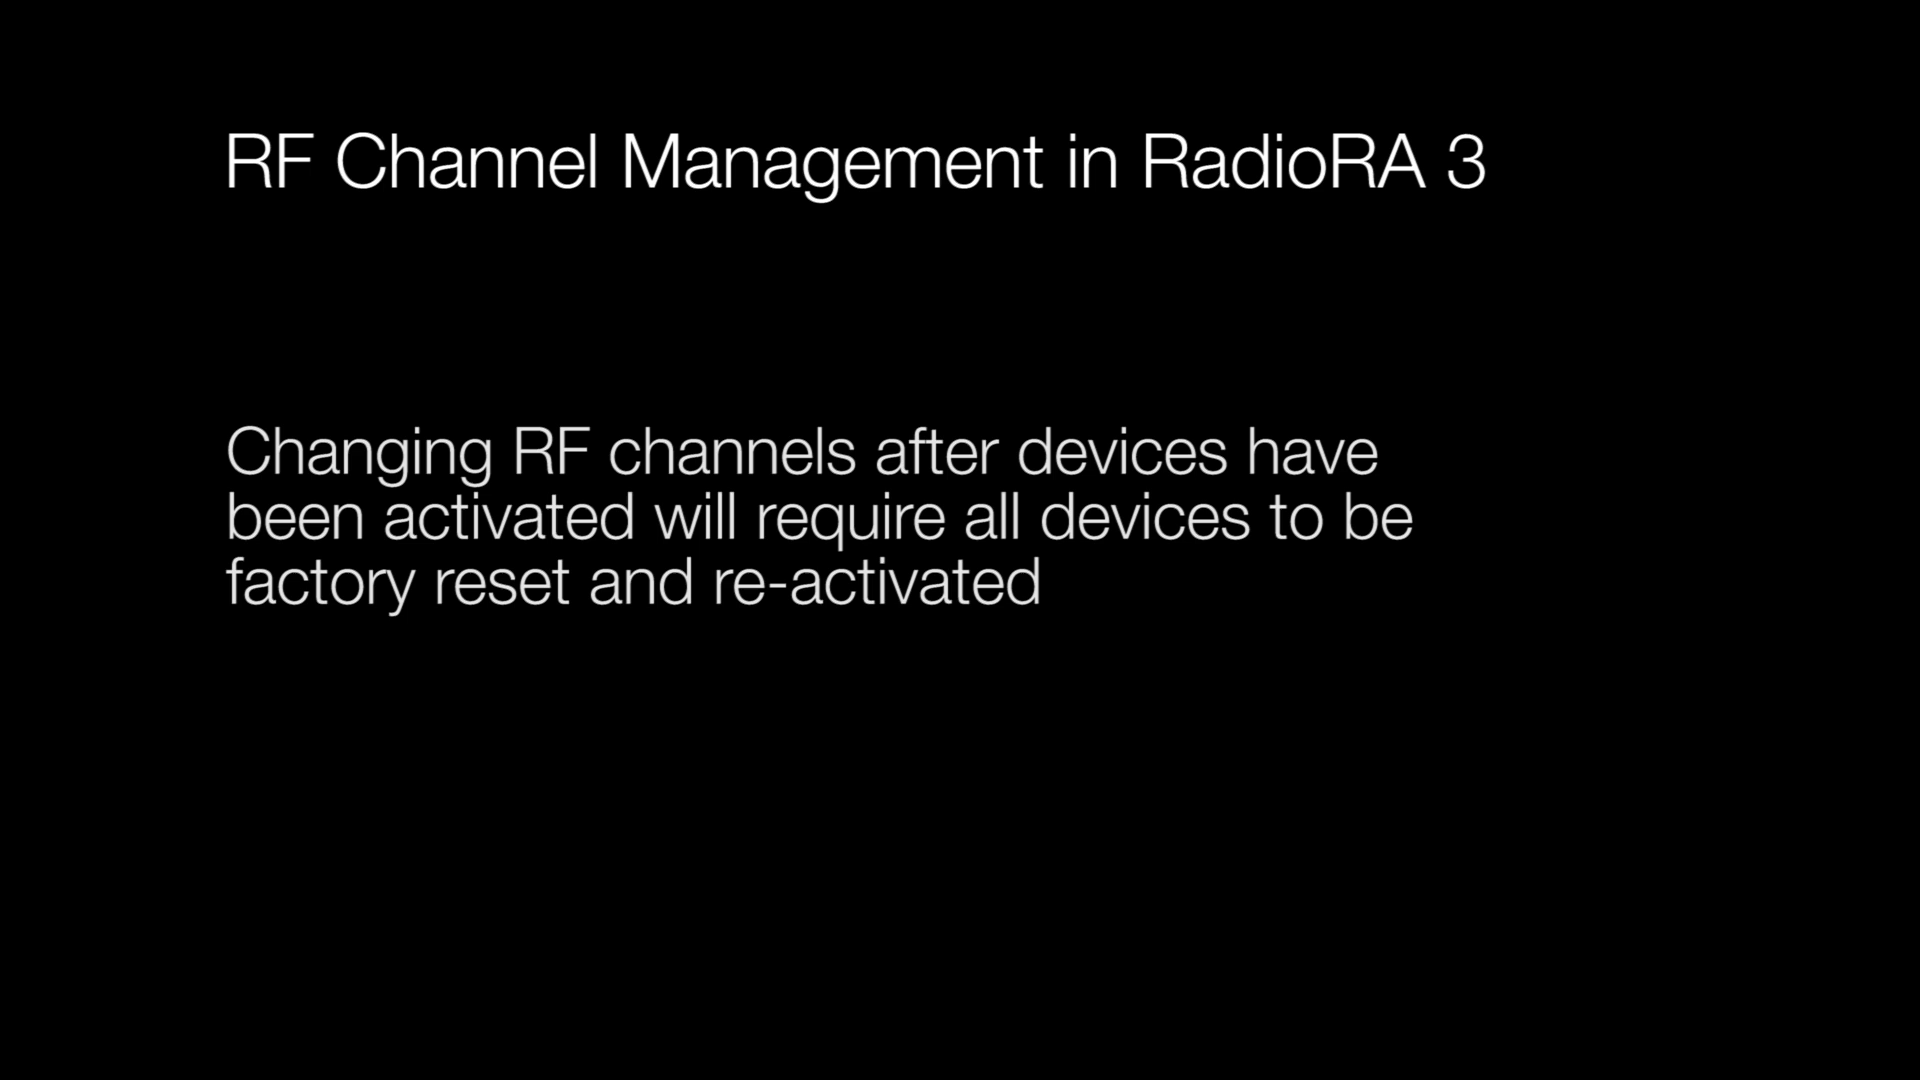 RF Channel Management in RadioRA 3
Changing RF channels after devices have
been activated will require all devices to be
factory reset and re-activated